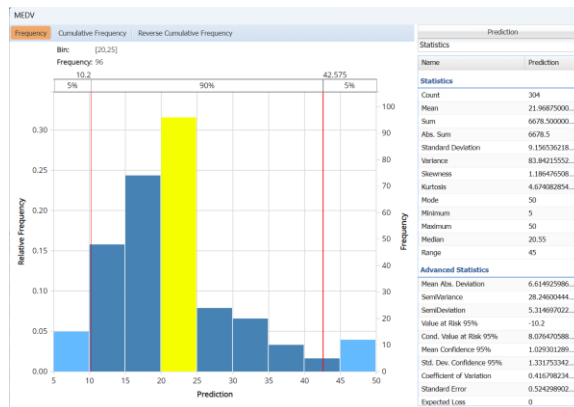 MEDV
Frequency Cumulative Frequency Reverse Cumulative Frequency
Bin: [20,25]
Frequency: 96
10.2 42.575
5% 90% 5%
Relative Frequency
0.30
0.25
0.20
0.15
0.10
0.05
0.00
5 10 15 20 25 30 35 40 45 50
Prediction
100
90
80
70
60
50
40
30
20
10
0
Frequency
Prediction
Statistics
Name Prediction
Statistics
Count 304
Mean 21.96875000...
Sum 6678.500000...
Abs. Sum 6678.5
Standard Deviation 9.156536218...
Variance 83.84215552...
Skewness 1.186476508...
Kurtosis 4.674082854...
Mode 50
Minimum 5
Maximum 50
Median 20.55
Range 45
Advanced Statistics
Mean Abs. Deviation 6.614925986...
SemiVariance 28.24600444...
SemiDeviation 5.314697022...
Value at Risk 95% -10.2
Cond. Value at Risk 95% 8.076470588...
Mean Confidence 95% 1.029301289...
Std. Dev. Confidence 95% 1.331753342...
Coefficient of Variation 0.416798234...
Standard Error 0.524298902...
Expected Loss 0